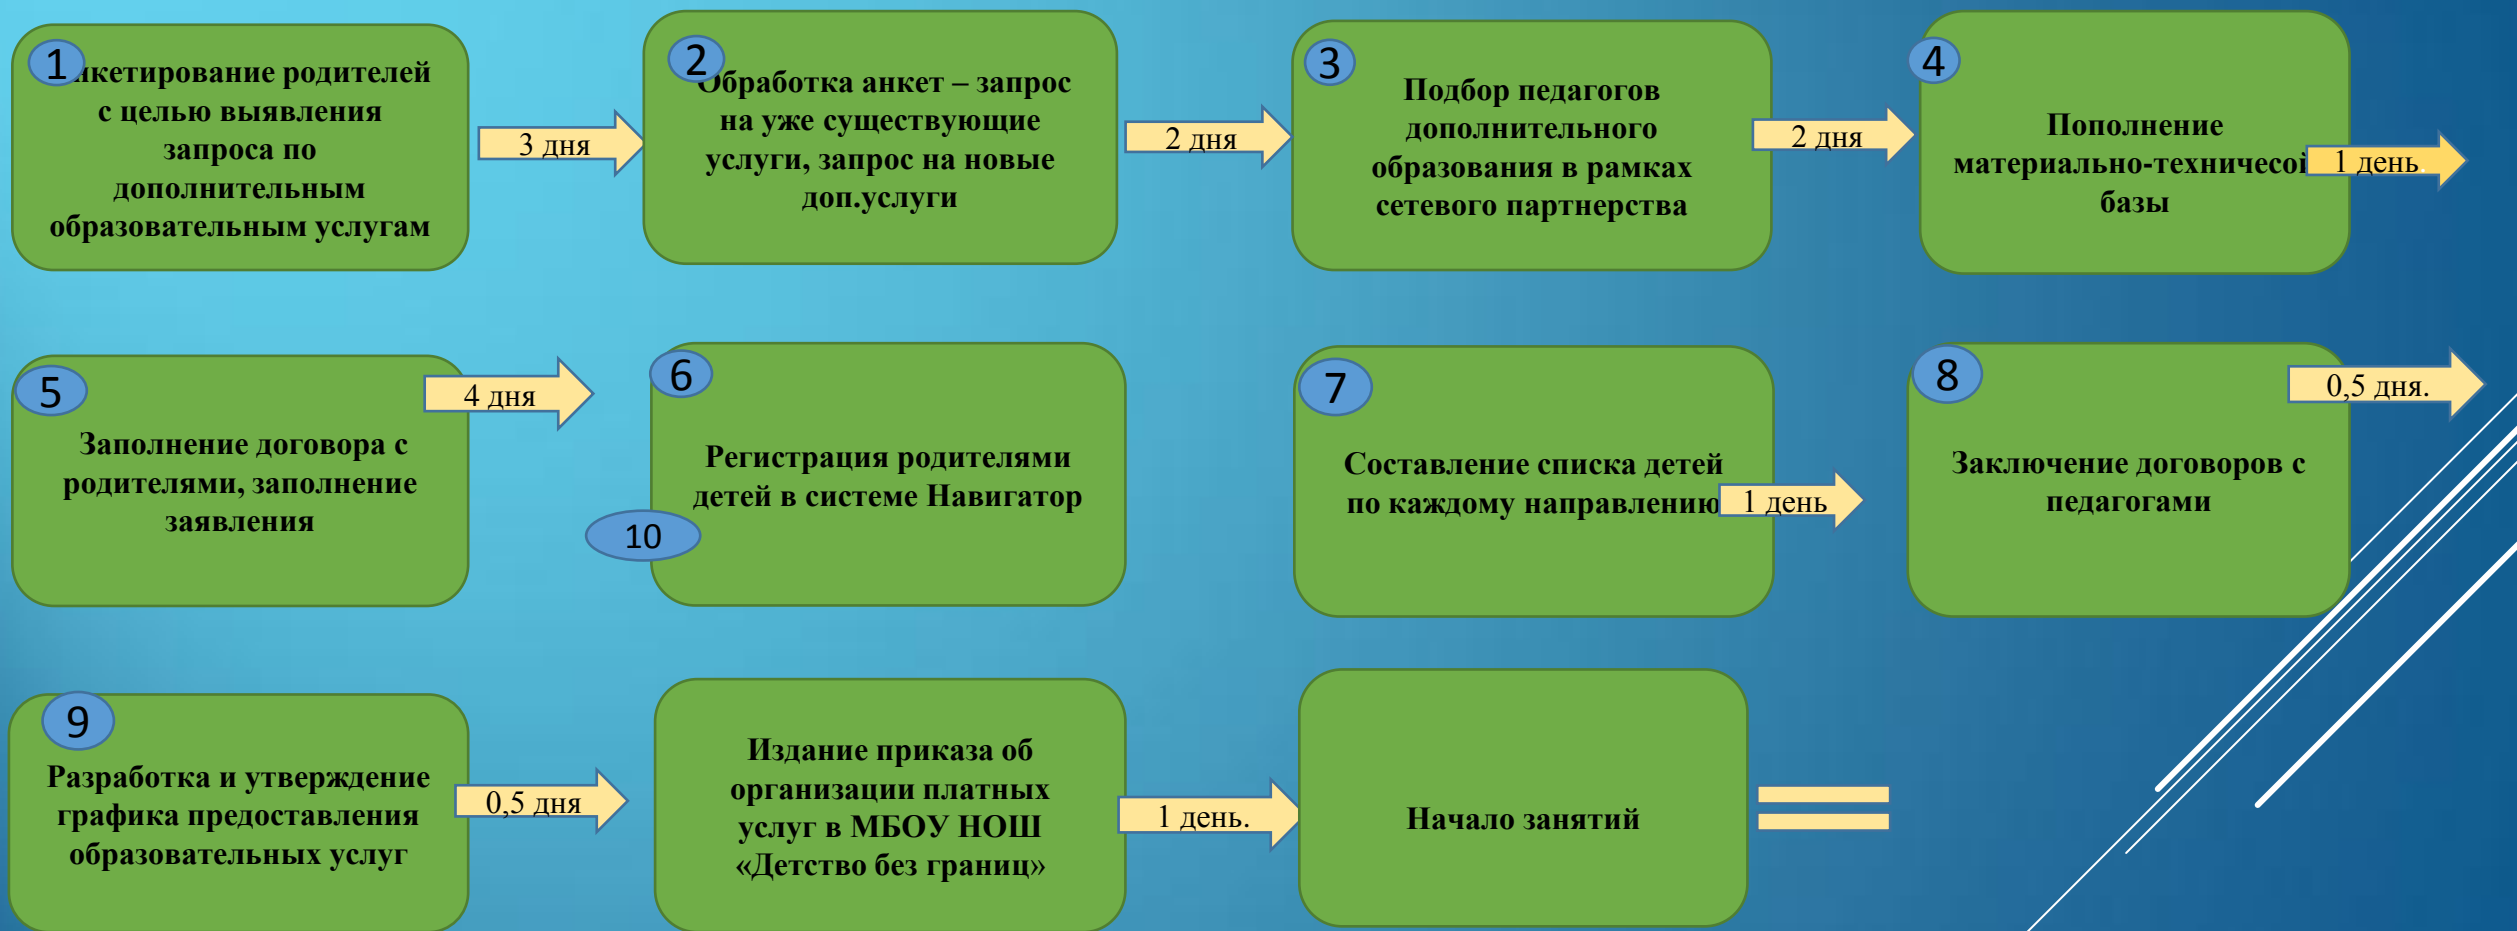 1
нкетирование родителей
с целью выявления
запроса по
дополнительным
образовательным услугам
3 дня
2
Обработка анкет – запрос
на уже существующие
услуги, запрос на новые
доп.услуги
2 дня
3
Подбор педагогов
дополнительного
образования в рамках
сетевого партнерства
2 дня
4
Пополнение
материально-техничесой
базы
1 день.
5
Заполнение договора с
родителями, заполнение
заявления
4 дня
6
Регистрация родителями
детей в системе Навигатор
10
7
Составление списка детей
по каждому направлению
1 день
8
Заключение договоров с
педагогами
0,5 дня.
9
Разработка и утверждение
графика предоставления
образовательных услуг
0,5 дня
Издание приказа об
организации платных
услуг в МБОУ НОШ
«Детство без границ»
1 день.
Начало занятий